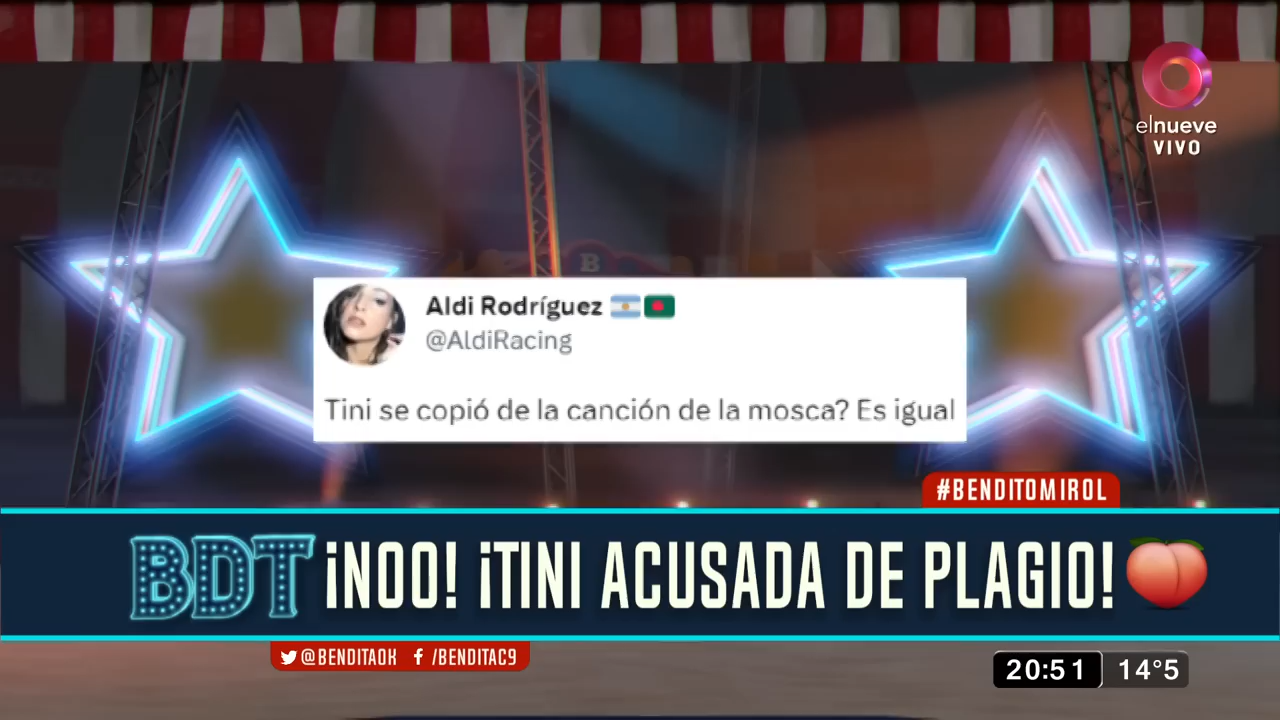 elnueve
VIVO
B
Aldi Rodríguez
@AldiRacing
Tini se copió de la canción de la mosca? Es igual
#BENDITOMIROL
BDT ¡NOO! ¡TINI ACUSADA DE PLAGIO!
@BENDITAOK /BENDITAC9
20:51 14°5